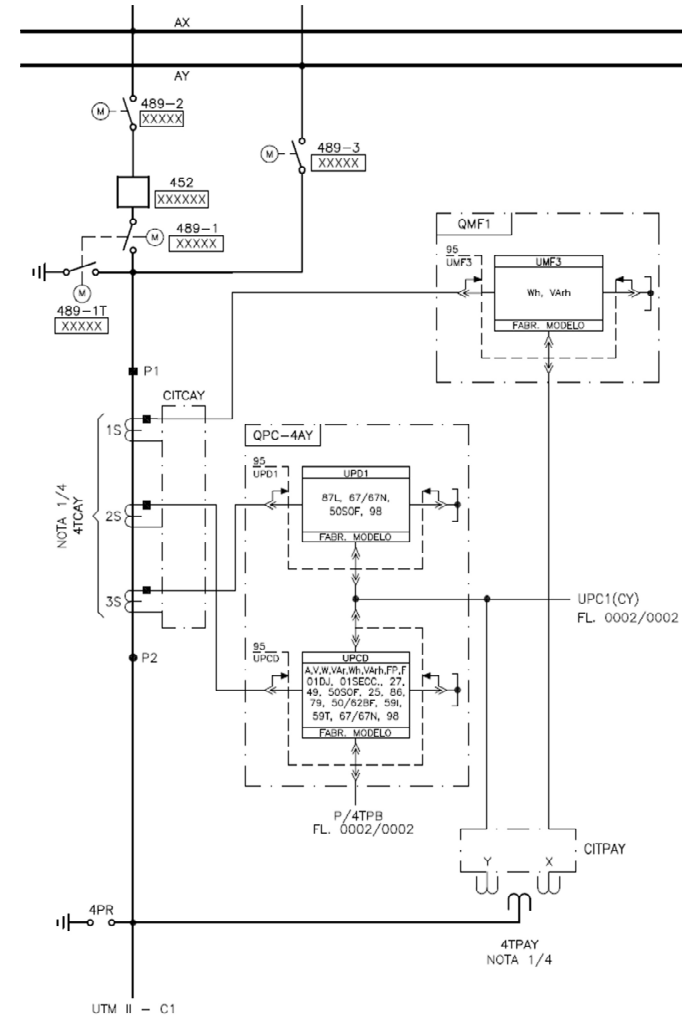 AX
AY
M
489-2
XXXXX
M
489-3
XXXXX
452
XXXXXX
489-1
M
XXXXX
M
489-1T
XXXXX
QMF1
95
UMF3
UMF3
Wh, VArh
FABR. MODELO
P1
CITCAY
1S
2S
3S
NOTA 1/4
4TCAY
QPC-4AY
95
UPD1
UPD1
87L, 67/67N,
50SOF, 98
FABR. MODELO
UPC1(CY)
FL. 0002/0002
P2
95
UPCD
UPCD
A,V,W,VAr,Wh,VArh,FP,F
01DJ, 01SECC., 27,
49, 50SOF, 25, 86,
79, 50/62BF, 59I,
59T, 67/67N, 98
FABR. MODELO
P/4TPB
FL. 0002/0002
CITPAY
Y
X
4PR
4TPAY
NOTA 1/4
UTM II - C1